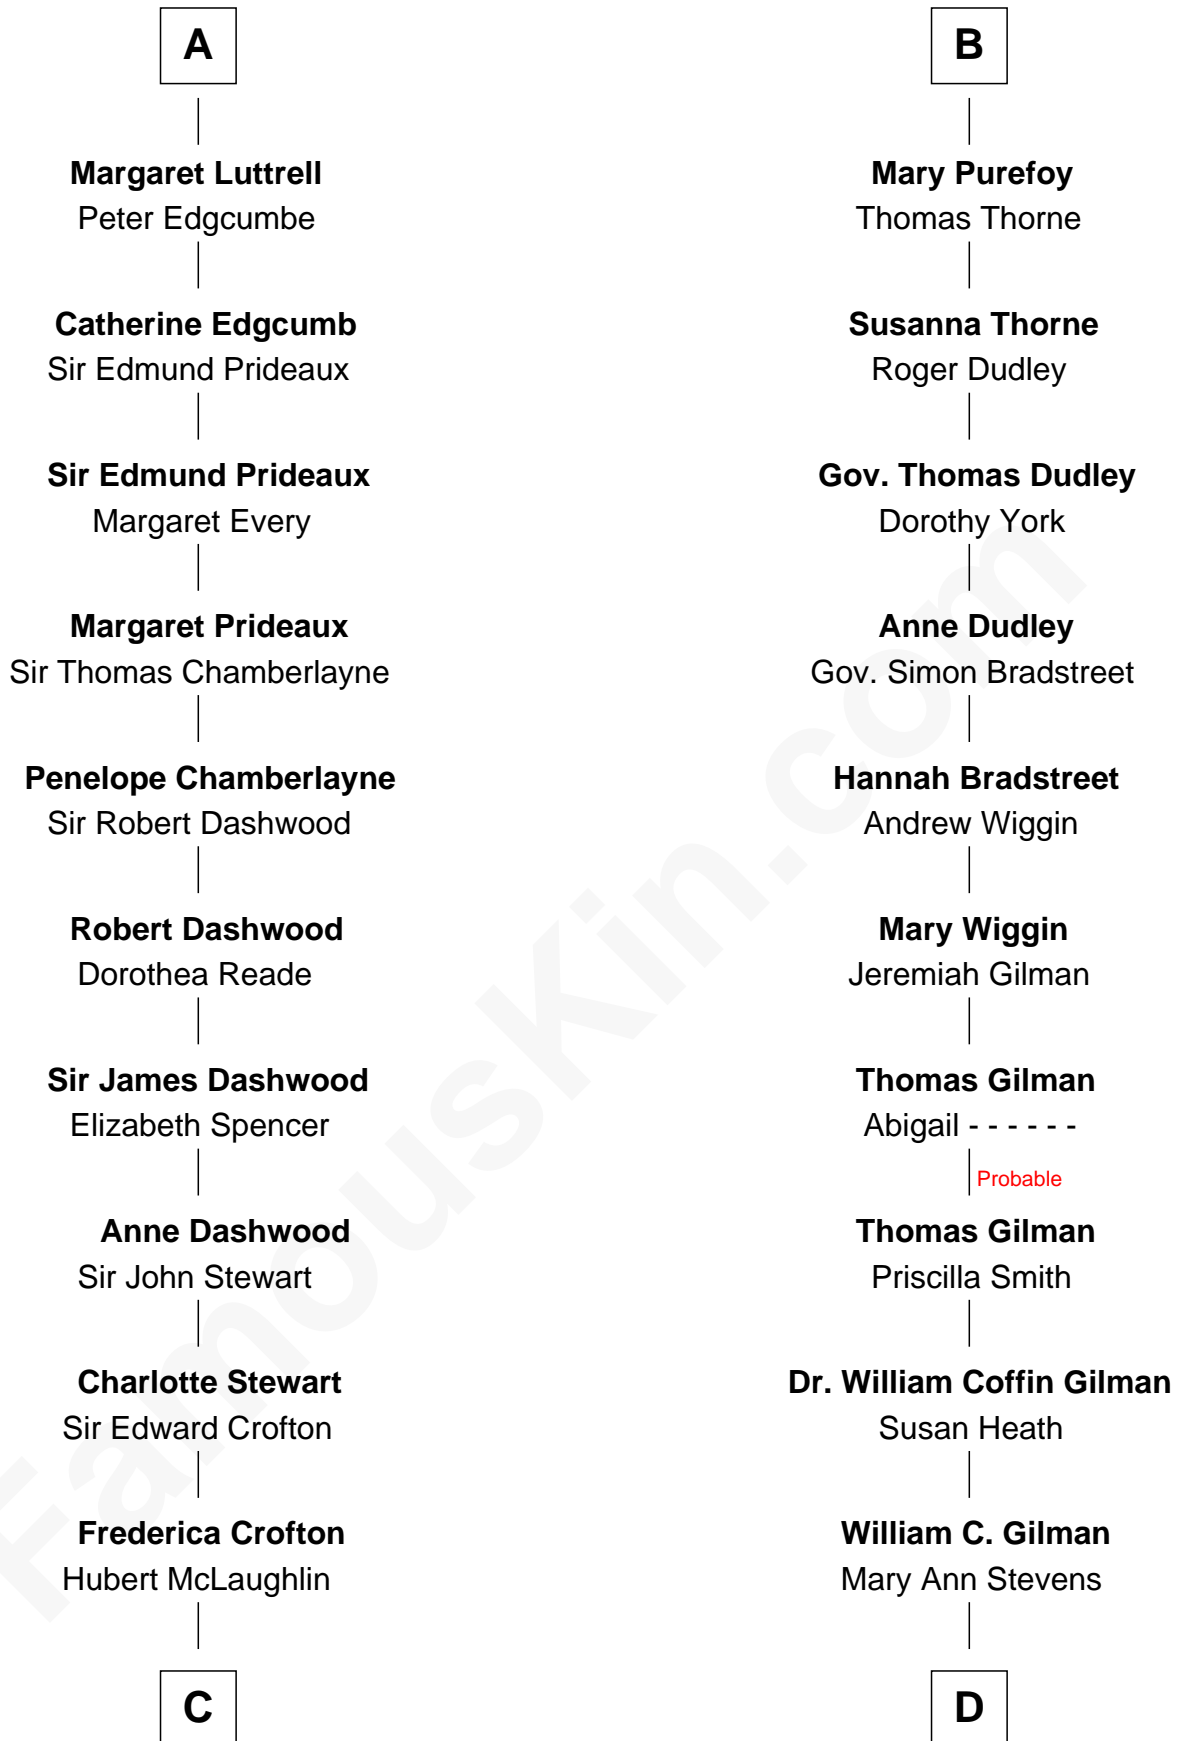 A
Margaret Luttrell
Peter Edgcumbe
Catherine Edgcumb
Sir Edmund Prideaux
Sir Edmund Prideaux
Margaret Every
Margaret Prideaux
Sir Thomas Chamberlayne
Penelope Chamberlayne
Sir Robert Dashwood
Robert Dashwood
Dorothea Reade
Sir James Dashwood
Elizabeth Spencer
Anne Dashwood
Sir John Stewart
Charlotte Stewart
Sir Edward Crofton
Frederica Crofton
Hubert McLaughlin
C
B
Mary Purefoy
Thomas Thorne
Susanna Thorne
Roger Dudley
Gov. Thomas Dudley
Dorothy York
Anne Dudley
Gov. Simon Bradstreet
Hannah Bradstreet
Andrew Wiggin
Mary Wiggin
Jeremiah Gilman
Thomas Gilman
Abigail - - - - - -
Probable
Thomas Gilman
Priscilla Smith
Dr. William Coffin Gilman
Susan Heath
William C. Gilman
Mary Ann Stevens
D
FamousKin.com